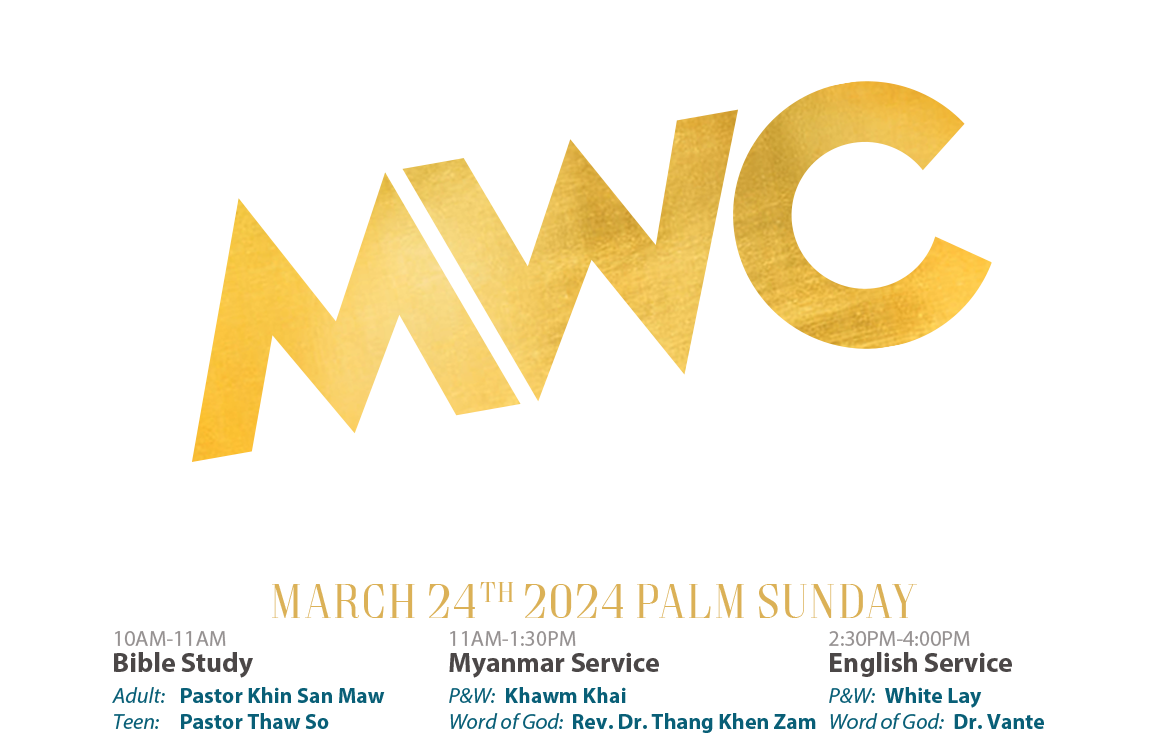 MWC
MARCH 24TH 2024 PALM SUNDAY
10AM-11AM
Bible Study
Adult: Pastor Khin San Maw
Teen: Pastor Thaw So
11AM-1:30PM
Myanmar Service
P&W: Khawm Khai
Word of God: Rev. Dr. Thang Khen Zam
2:30PM-4:00PM
English Service
P&W: White Lay
Word of God: Dr. Vante